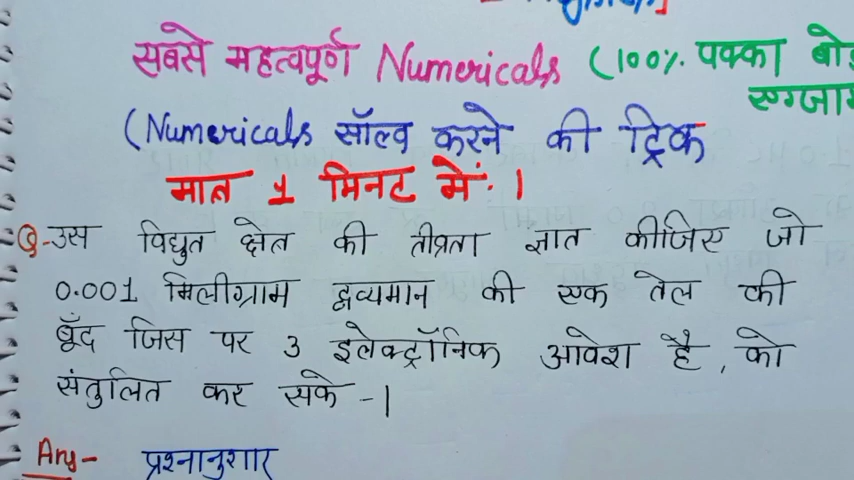 सबसे महत्वपूर्ण Numericals (100% पक्का
(Numericals सॉल्व करने की ट्रिक
मात्र 1 मिनट में. ।
Q-उस विद्युत क्षेत्र की तीव्रता ज्ञात कीजिए जो
0.001 मिलीग्राम द्रव्यमान की एक तेल की
बूँद जिस पर 3 इलेक्ट्रॉनिक आवेश है, को
संतुलित कर सके -।
Ans- प्रश्नानुशार